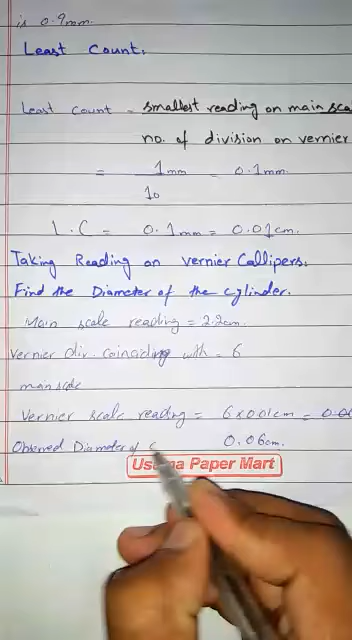 is 0.9mm.
Least Count:
Least Count = smallest reading on main sca
no. of division on vernier
= 1mm = 0.1mm.
10
L.C = 0.1mm = 0.01cm.
Taking Reading on Vernier Callipers.
Find the Diameter of the cylinder.
Main scale reading = 2.2cm.
Vernier div. coinciding with = 6
main scale
Vernier scale reading = 6x0.01cm = 0.0
Observed Diameter of c 0.06cm.
Paper Mart